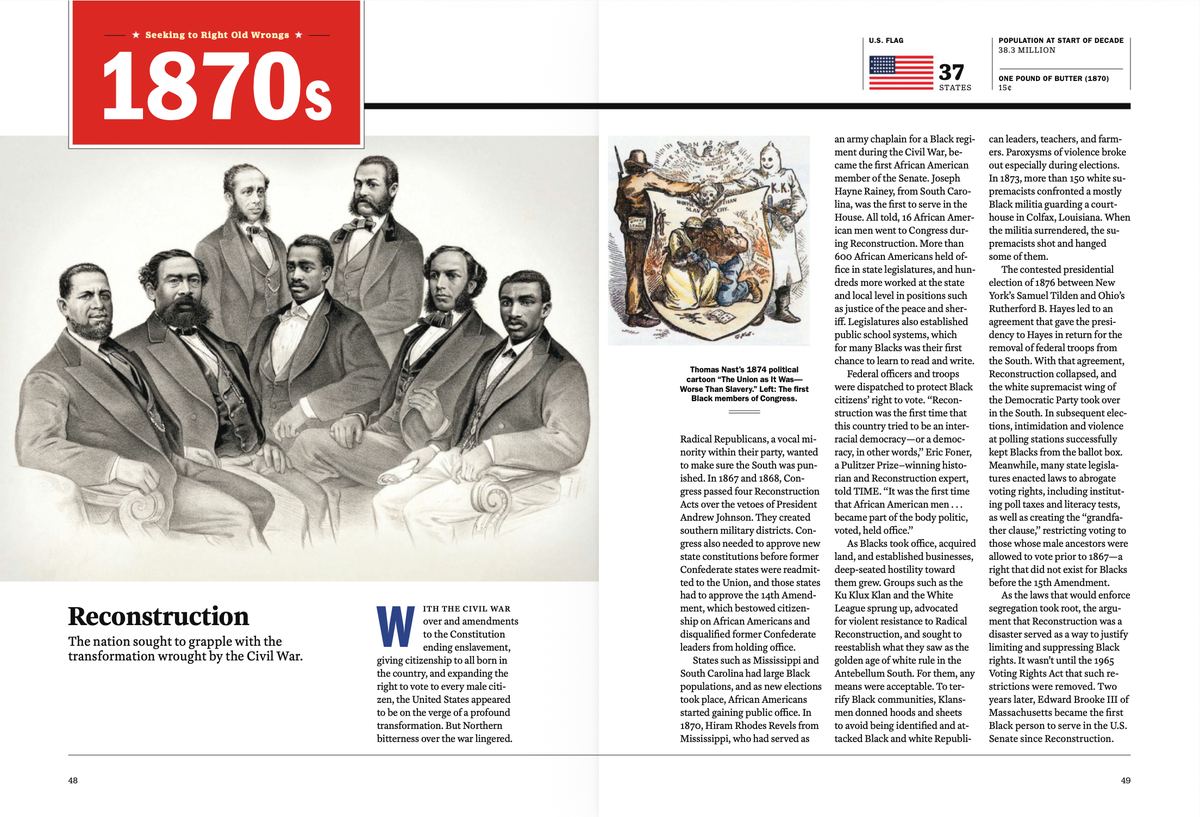 ★ Seeking to Right Old Wrongs ★
1870s
U.S. FLAG
37
STATES
POPULATION AT START OF DECADE
38.3 MILLION
ONE POUND OF BUTTER (1870)
15¢
Reconstruction
The nation sought to grapple with the
transformation wrought by the Civil War.
WITH THE CIVIL WAR
over and amendments
to the Constitution
ending enslavement,
giving citizenship to all born in
the country, and expanding the
right to vote to every male citi-
zen, the United States appeared
to be on the verge of a profound
transformation. But Northern
bitterness over the war lingered.
K.K.
WORSE THAN
SLAVERY.
Thomas Nast’s 1874 political
cartoon “The Union as It Was—
Worse Than Slavery.” Left: The first
Black members of Congress.
Radical Republicans, a vocal mi-
nority within their party, wanted
to make sure the South was pun-
ished. In 1867 and 1868, Con-
gress passed four Reconstruction
Acts over the vetoes of President
Andrew Johnson. They created
southern military districts. Con-
gress also needed to approve new
state constitutions before former
Confederate states were readmit-
ted to the Union, and those states
had to approve the 14th Amend-
ment, which bestowed citizen-
ship on African Americans and
disqualified former Confederate
leaders from holding office.
States such as Mississippi and
South Carolina had large Black
populations, and as new elections
took place, African Americans
started gaining public office. In
1870, Hiram Rhodes Revels from
Mississippi, who had served as
an army chaplain for a Black regi-
ment during the Civil War, be-
came the first African American
member of the Senate. Joseph
Hayne Rainey, from South Caro-
lina, was the first to serve in the
House. All told, 16 African Amer-
ican men went to Congress dur-
ing Reconstruction. More than
600 African Americans held of-
fice in state legislatures, and hun-
dreds more worked at the state
and local level in positions such
as justice of the peace and sher-
iff. Legislatures also established
public school systems, which
for many Blacks was their first
chance to learn to read and write.
Federal officers and troops
were dispatched to protect Black
citizens’ right to vote. “Recon-
struction was the first time that
this country tried to be an inter-
racial democracy—or a democ-
racy, in other words,” Eric Foner,
a Pulitzer Prize–winning histo-
rian and Reconstruction expert,
told TIME. “It was the first time
that African American men . . .
became part of the body politic,
voted, held office.”
As Blacks took office, acquired
land, and established businesses,
deep-seated hostility toward
them grew. Groups such as the
Ku Klux Klan and the White
League sprung up, advocated
for violent resistance to Radical
Reconstruction, and sought to
reestablish what they saw as the
golden age of white rule in the
Antebellum South. For them, any
means were acceptable. To ter-
rify Black communities, Klans-
men donned hoods and sheets
to avoid being identified and at-
tacked Black and white Republi-
can leaders, teachers, and farm-
ers. Paroxysms of violence broke
out especially during elections.
In 1873, more than 150 white su-
premacists confronted a mostly
Black militia guarding a court-
house in Colfax, Louisiana. When
the militia surrendered, the su-
premacists shot and hanged
some of them.
The contested presidential
election of 1876 between New
York’s Samuel Tilden and Ohio’s
Rutherford B. Hayes led to an
agreement that gave the presi-
dency to Hayes in return for the
removal of federal troops from
the South. With that agreement,
Reconstruction collapsed, and
the white supremacist wing of
the Democratic Party took over
in the South. In subsequent elec-
tions, intimidation and violence
at polling stations successfully
kept Blacks from the ballot box.
Meanwhile, many state legisla-
tures enacted laws to abrogate
voting rights, including institut-
ing poll taxes and literacy tests,
as well as creating the “grandfa-
ther clause,” restricting voting to
those whose male ancestors were
allowed to vote prior to 1867—a
right that did not exist for Blacks
before the 15th Amendment.
As the laws that would enforce
segregation took root, the argu-
ment that Reconstruction was a
disaster served as a way to justify
limiting and suppressing Black
rights. It wasn’t until the 1965
Voting Rights Act that such re-
strictions were removed. Two
years later, Edward Brooke III of
Massachusetts became the first
Black person to serve in the U.S.
Senate since Reconstruction.
48
49